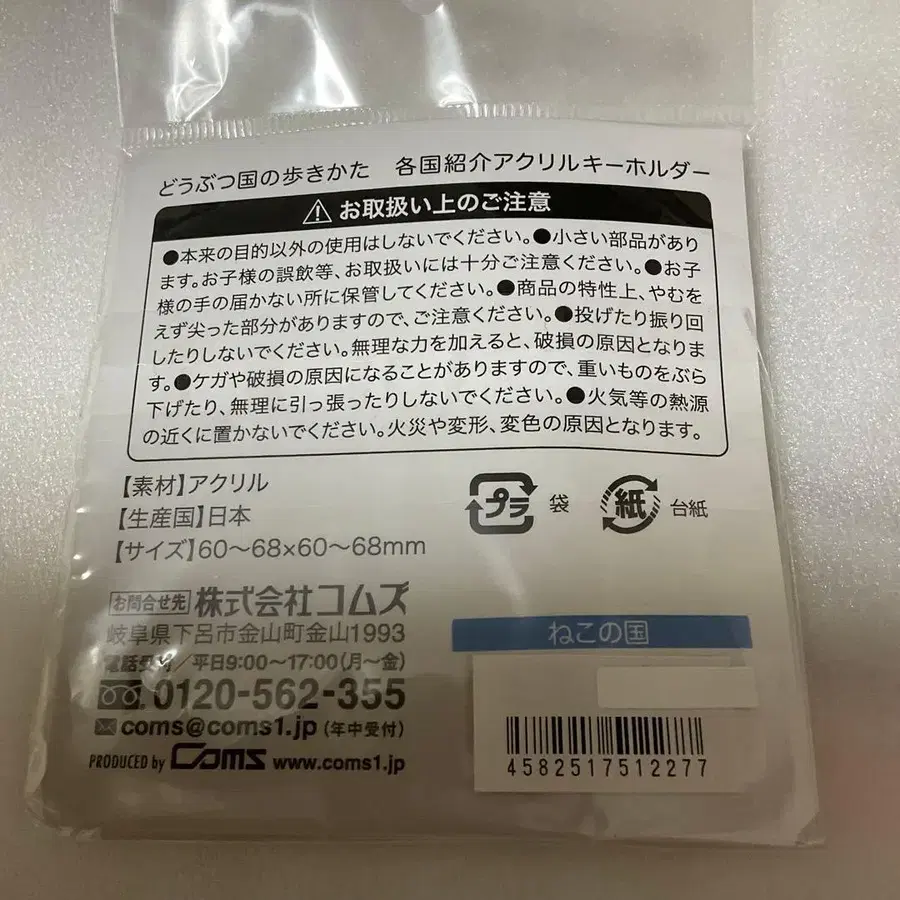 どうぶつ国の歩きかた　各国紹介アクリルキーホルダー
⚠お取扱い上のご注意
●本来の目的以外の使用はしないでください。●小さい部品があり
ます。お子様の誤飲等、お取扱いには十分ご注意ください。●お子
様の手の届かない所に保管してください。●商品の特性上、やむを
えず尖った部分がありますので、ご注意ください。●投げたり振り回
したりしないでください。無理な力を加えると、破損の原因となりま
す。●ケガや破損の原因になることがありますので、重いものをぶら
下げたり、無理に引っ張ったりしないでください。●火気等の熱源
の近くに置かないでください。火災や変形、変色の原因となります。
【素材】アクリル
【生産国】日本
【サイズ】60～68×60～68mm
プラ 袋
紙 台紙
お問合せ先 株式会社コムズ
岐阜県下呂市金山町金山1993
電話受付／平日9:00～17:00(月～金)
0120-562-355
coms@coms1.jp(年中受付)
PRODUCED by Coms www.coms1.jp
ねこの国
4582517512277